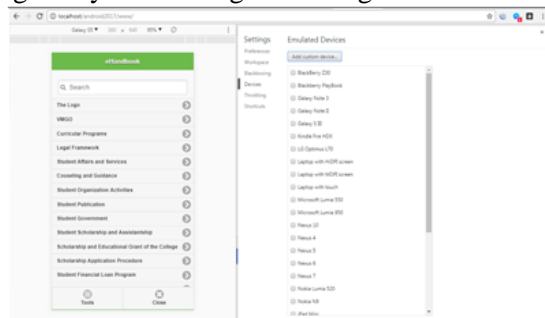 localhost/android2017/www/
Galaxy S5 ▼ 360 x 640 85% ▼
eHandbook
Search
The Logo
VMGO
Curricular Programs
Legal Framework
Student Affairs and Services
Counseling and Guidance
Student Organization Activities
Student Publication
Student Government
Student Scholarship and Assistantship
Scholarship and Educational Grant of the College
Scholarship Application Procedure
Student Financial Loan Program
Tools
Close
Settings
Preferences
Workspace
Blackboxing
Devices
Throttling
Shortcuts
Emulated Devices
Add custom device...
BlackBerry Z30
Blackberry PlayBook
Galaxy Note 3
Galaxy Note II
Galaxy S III
Kindle Fire HDX
LG Optimus L70
Laptop with HiDPI screen
Laptop with MDPI screen
Laptop with touch
Microsoft Lumia 550
Microsoft Lumia 950
Nexus 10
Nexus 4
Nexus 5
Nexus 6
Nexus 7
Nokia Lumia 520
Nokia N9
iPad Mini